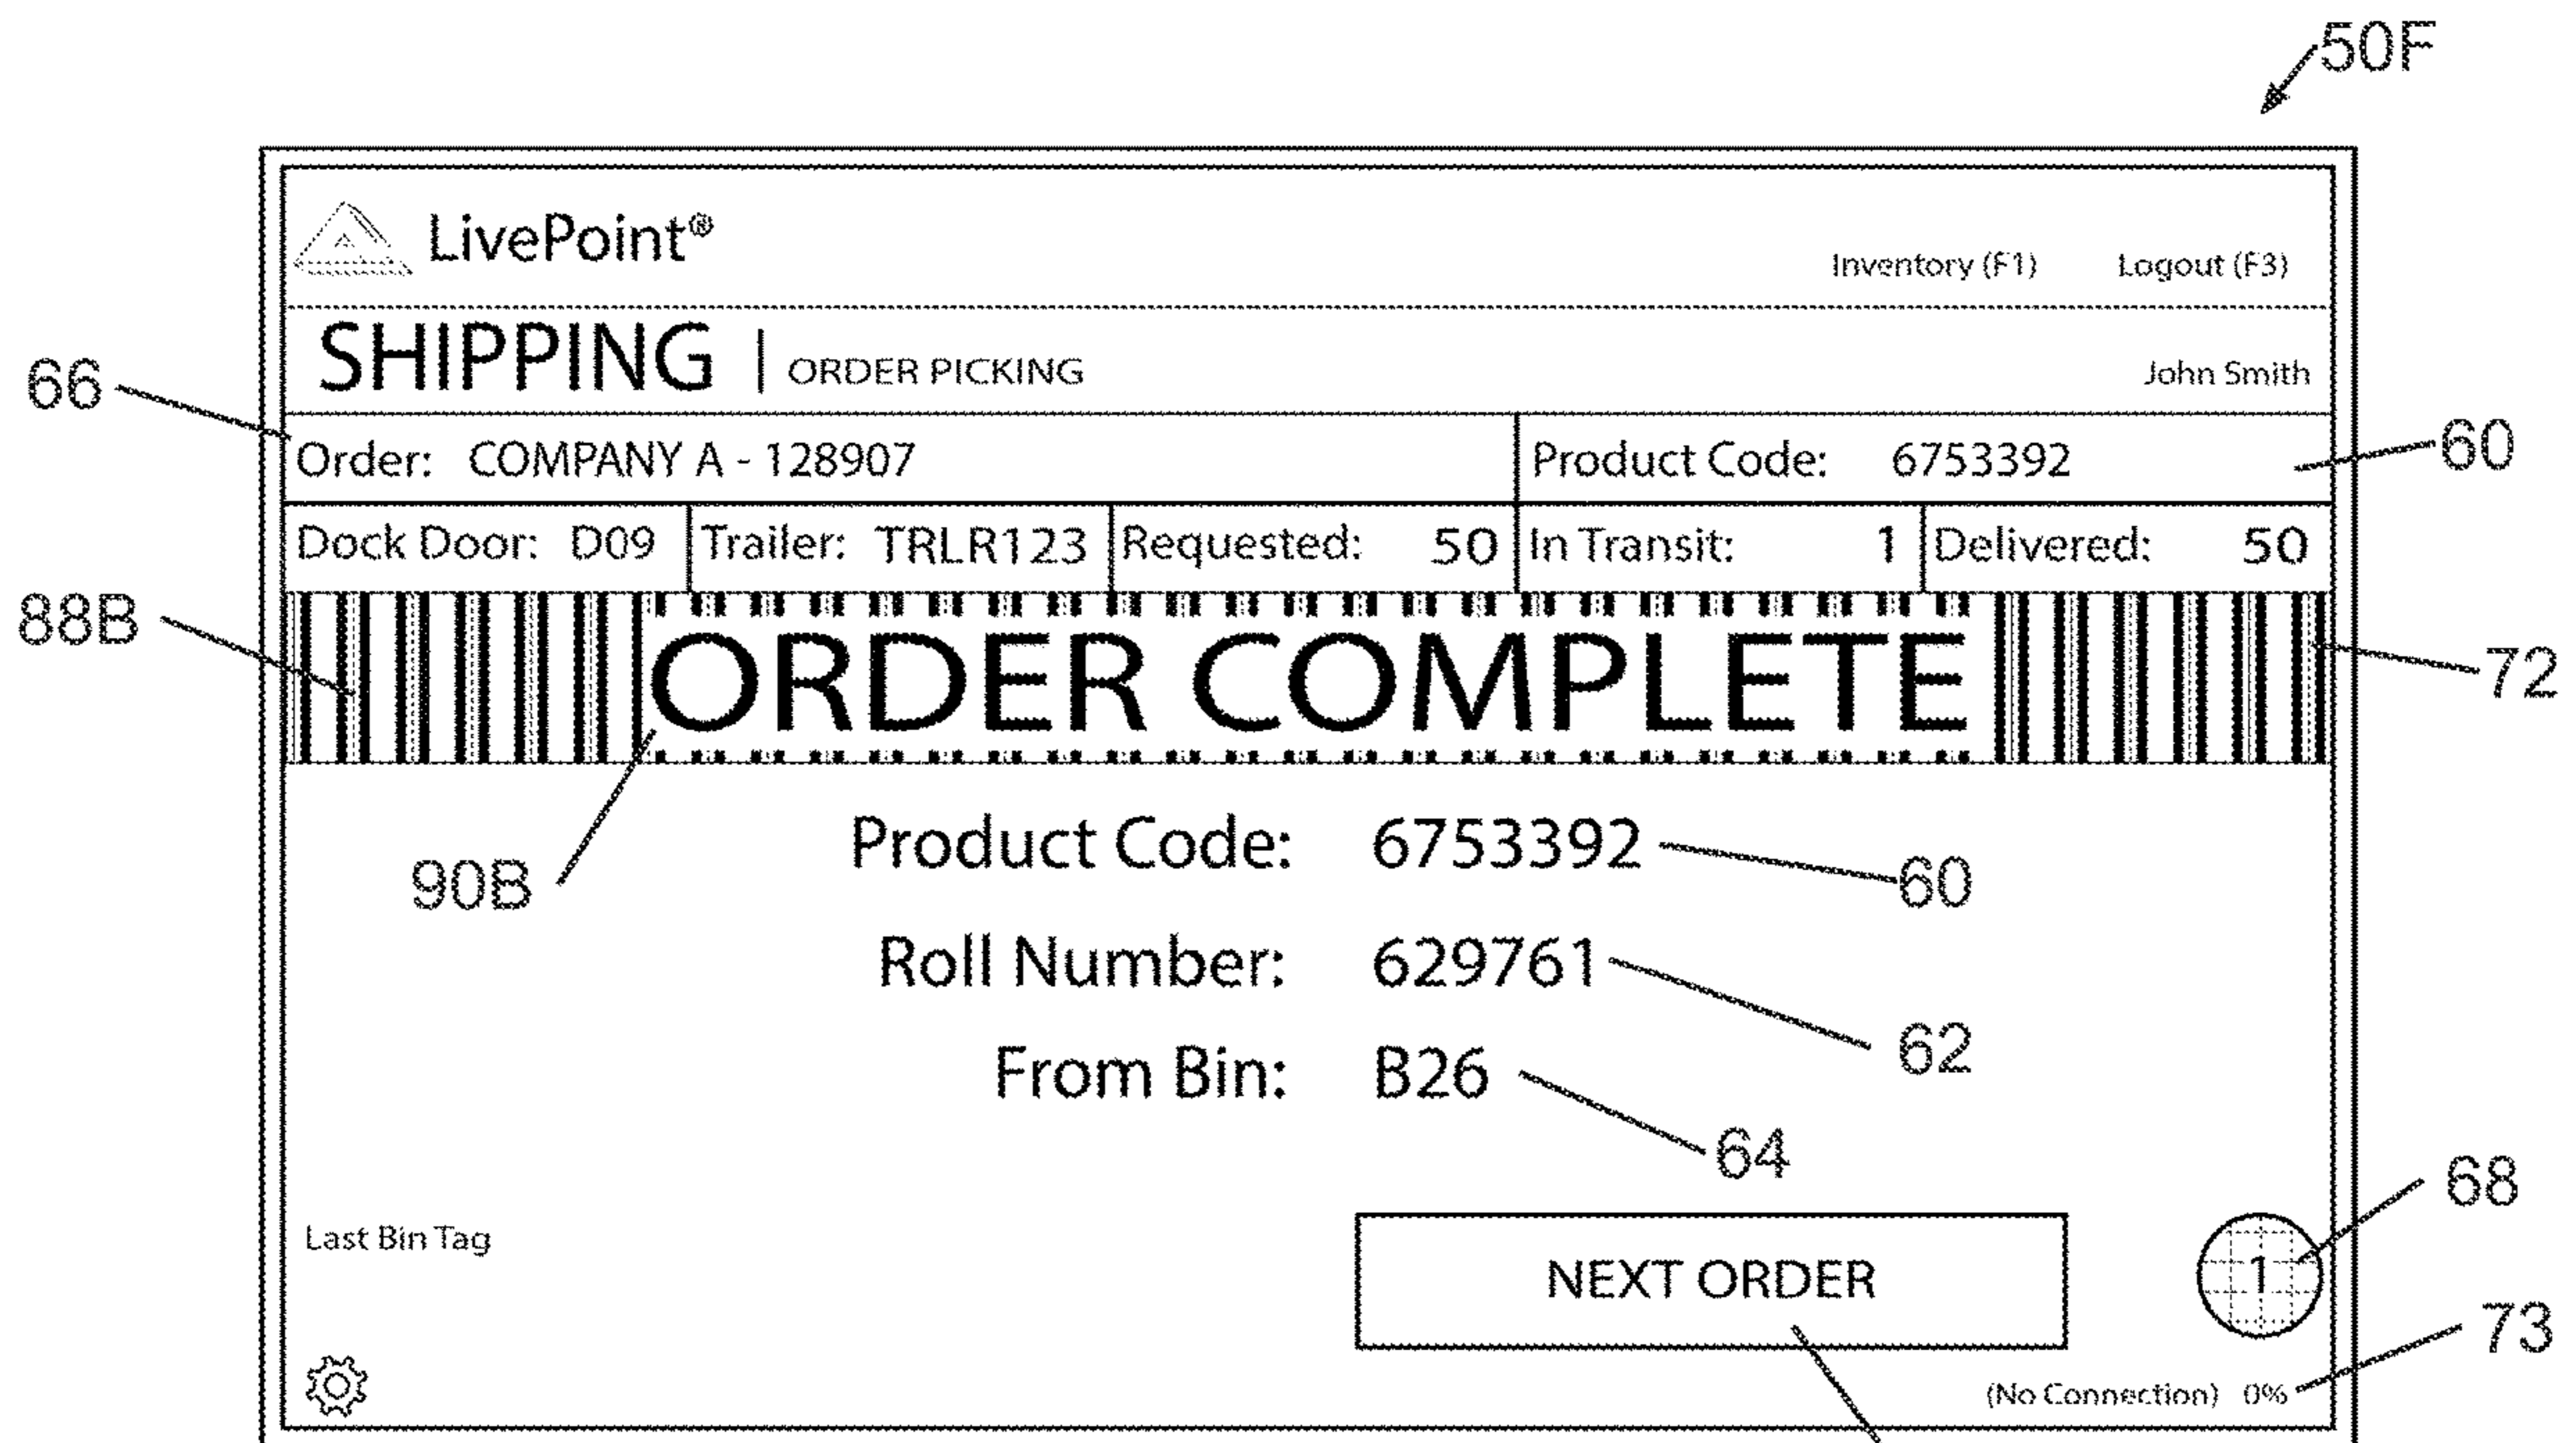 50F
LivePoint®
Inventory (F1) Logout (F3)
SHIPPING | ORDER PICKING John Smith
66
Order: COMPANY A - 128907 Product Code: 6753392 60
Dock Door: D09 Trailer: TRLR123 Requested: 50 In Transit: 1 Delivered: 50
88B
ORDER COMPLETE
72
Product Code: 6753392
90B
60
Roll Number: 629761
62
From Bin: B26
64
68
Last Bin Tag
NEXT ORDER 1
73
(No Connection) 0%